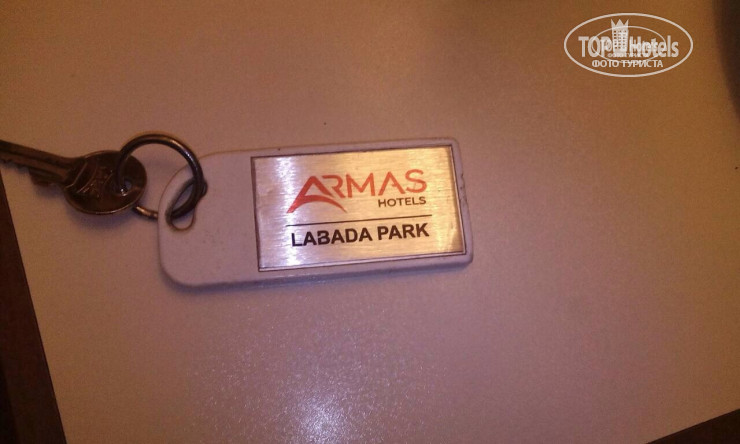 TOP Hotels
ФОТО ТУРИСТА
ARMAS
HOTELS
LABADA PARK